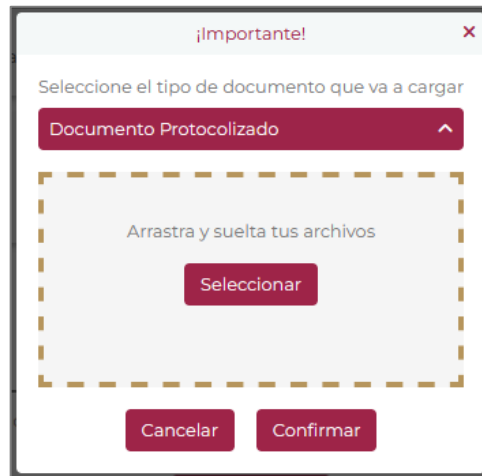 ¡Importante!
Seleccione el tipo de documento que va a cargar
Documento Protocolizado
Arrastra y suelta tus archivos
Seleccionar
Cancelar Confirmar